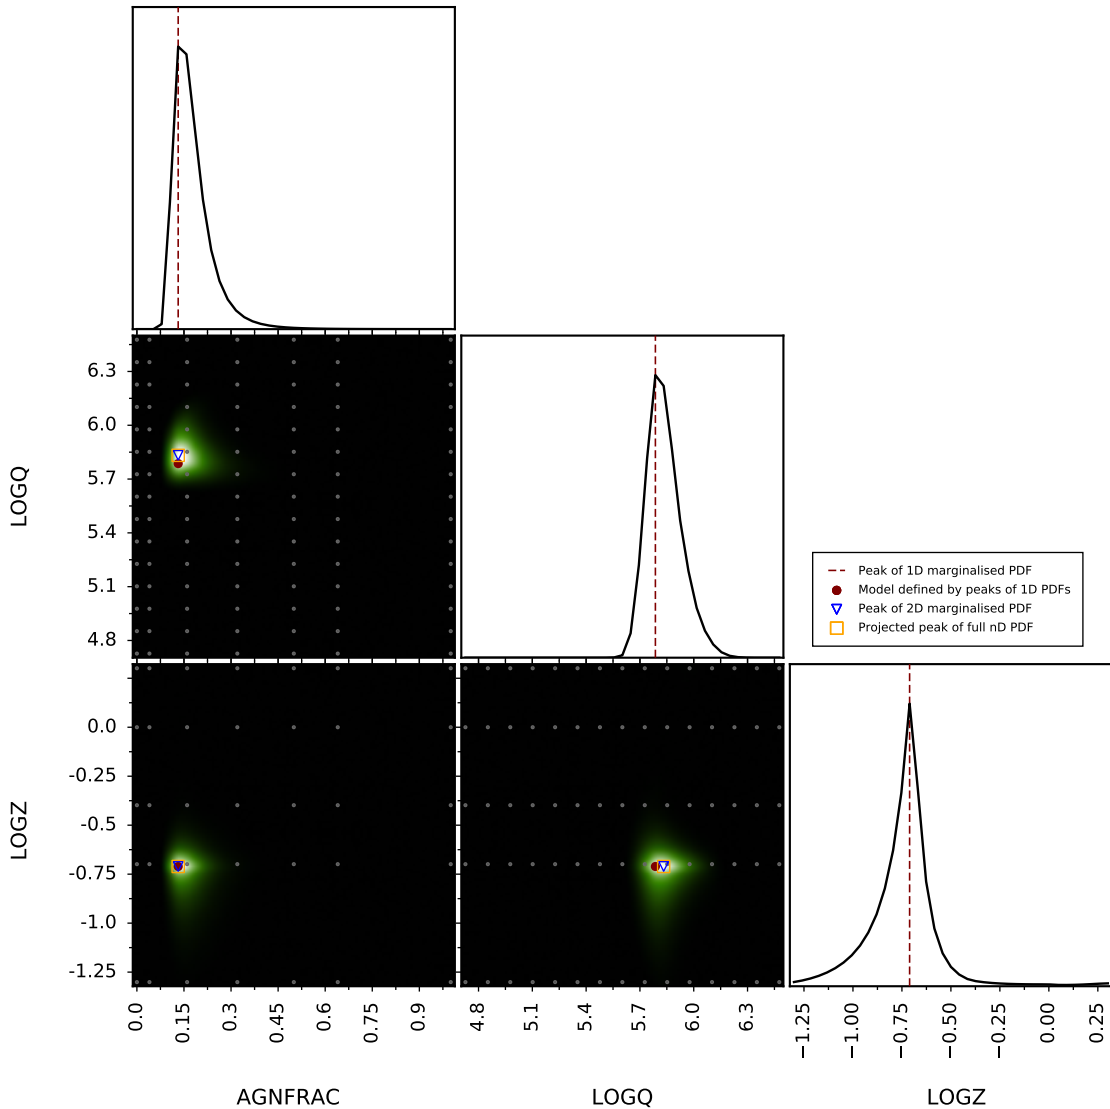 LOGQ
6.3
6.0
5.7
5.4
5.1
4.8
Peak of 1D marginalised PDF
Model defined by peaks of 1D PDFs
Peak of 2D marginalised PDF
Projected peak of full nD PDF
LOGZ
0.0
-0.25
-0.5
-0.75
-1.0
-1.25
0.0 0.15 0.3 0.45 0.6 0.75 0.9
4.8 5.1 5.4 5.7 6.0 6.3
−1.25 −1.00 −0.75 −0.50 −0.25 0.00 0.25
AGNFRAC LOGQ LOGZ